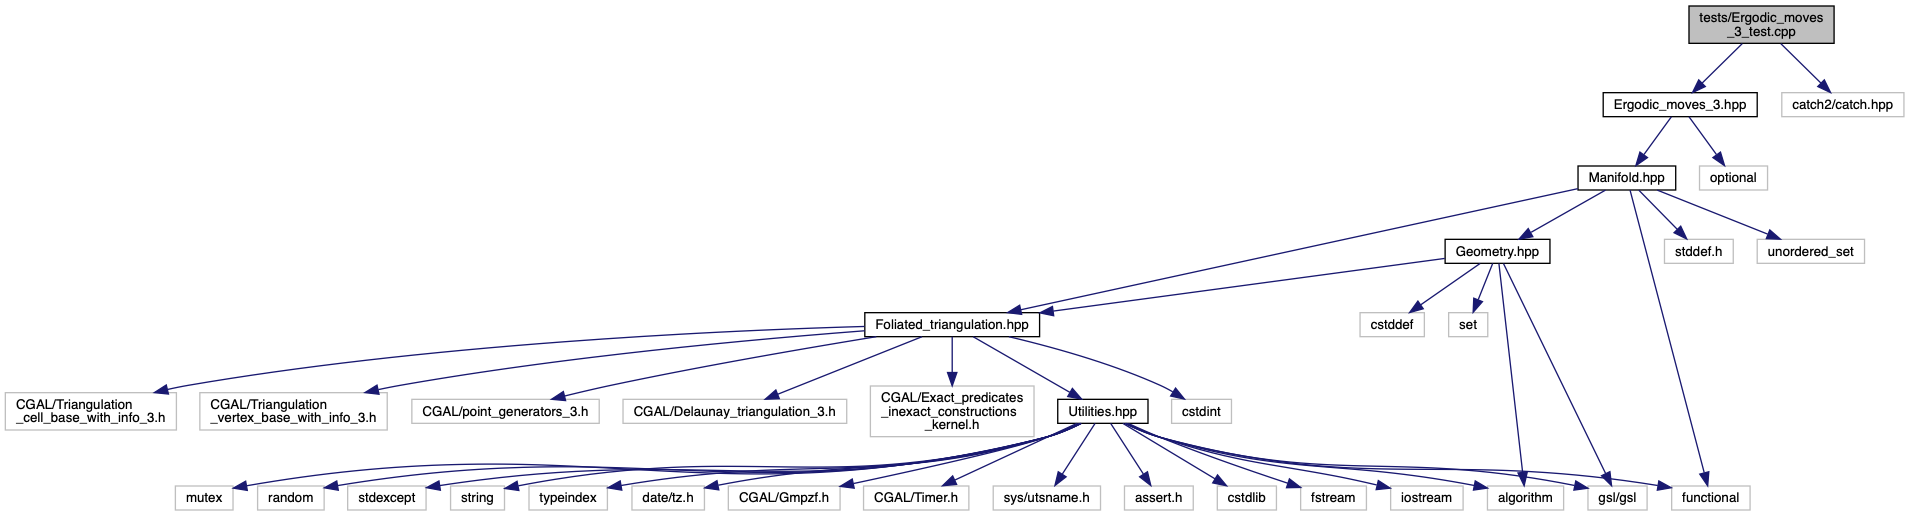 tests/Ergodic_moves
_3_test.cpp
Ergodic_moves_3.hpp
catch2/catch.hpp
Manifold.hpp
optional
Geometry.hpp
stddef.h
unordered_set
Foliated_triangulation.hpp
cstddef
set
CGAL/Triangulation
_cell_base_with_info_3.h
CGAL/Triangulation
_vertex_base_with_info_3.h
CGAL/point_generators_3.h
CGAL/Delaunay_triangulation_3.h
CGAL/Exact_predicates
_inexact_constructions
_kernel.h
Utilities.hpp
cstdint
mutex
random
stdexcept
string
typeindex
date/tz.h
CGAL/Gmpzf.h
CGAL/Timer.h
sys/utsname.h
assert.h
cstdlib
fstream
iostream
algorithm
gsl/gsl
functional